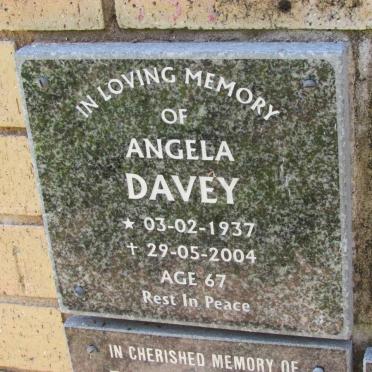 IN LOVING MEMORY
OF
ANGELA
DAVEY
★ 03-02-1937
† 29-05-2004
AGE 67
Rest In Peace
IN CHERISHED MEMORY OF